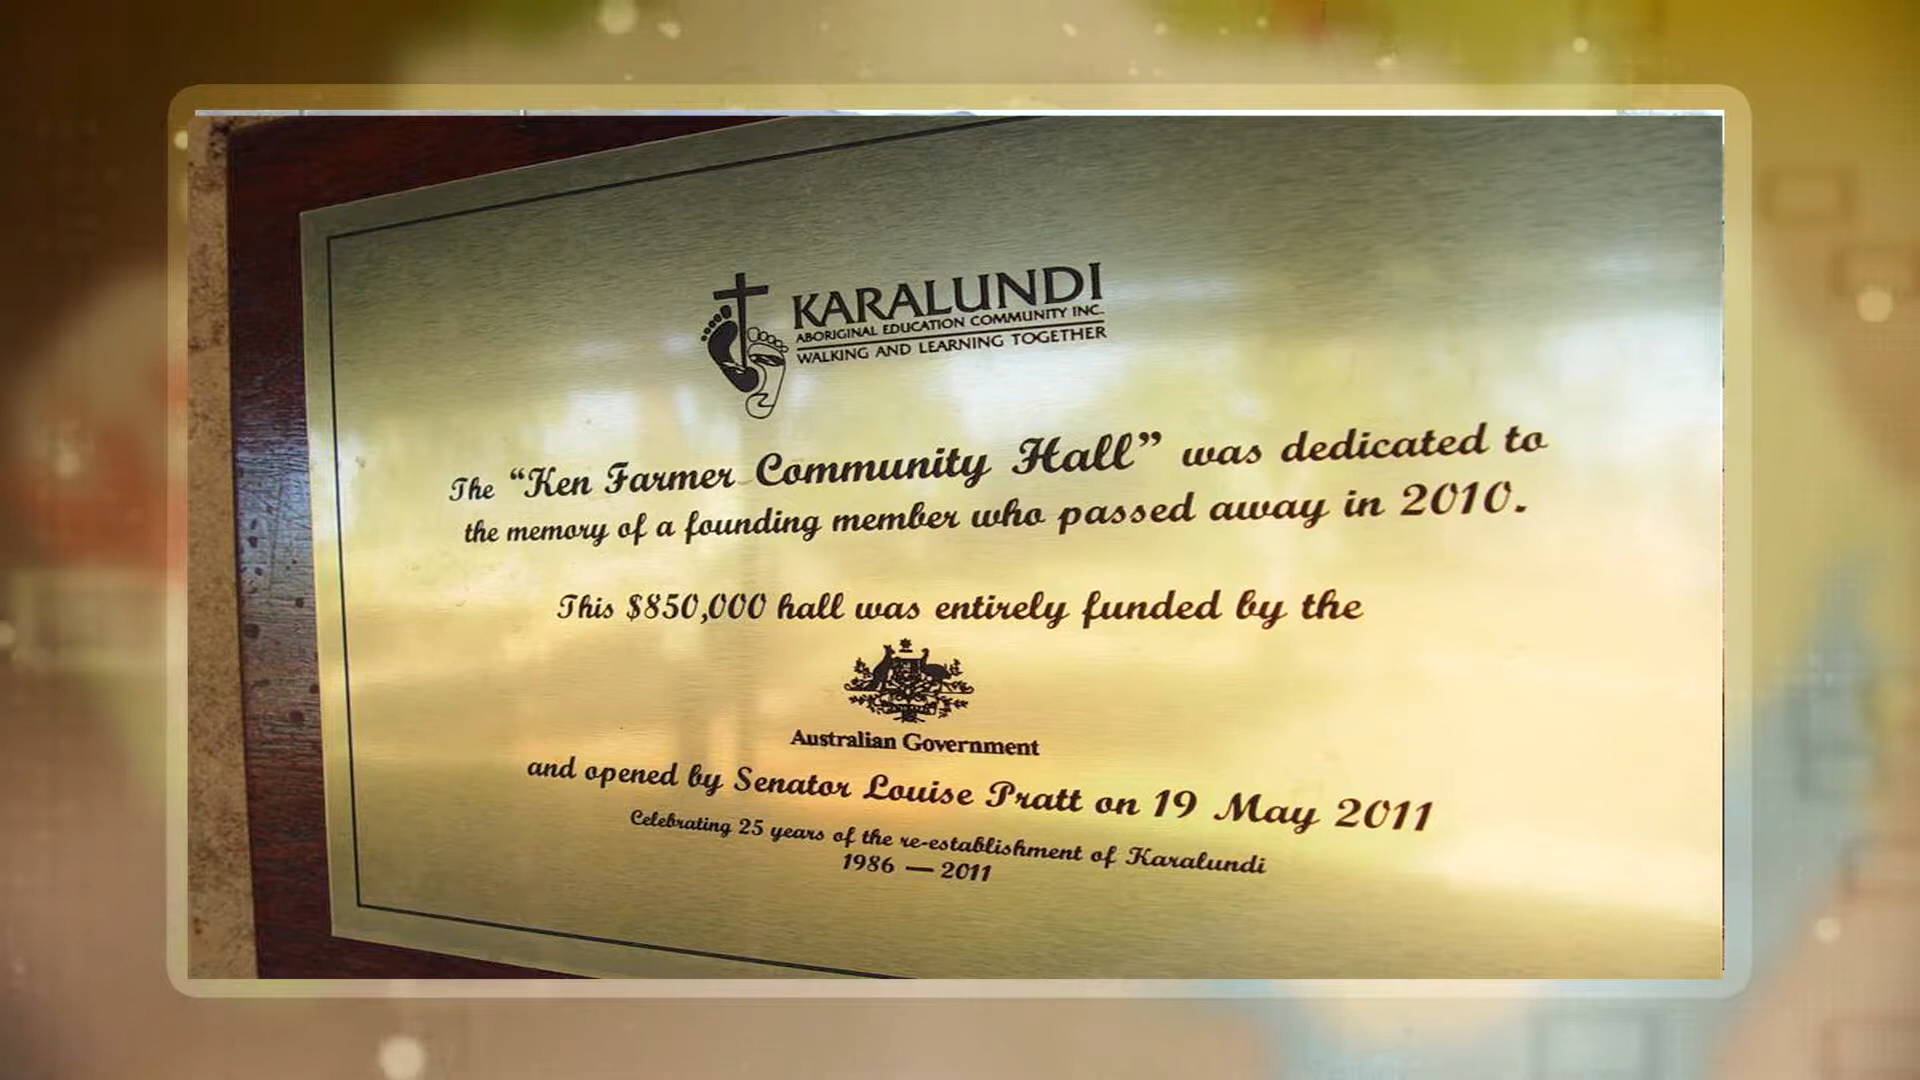 KARALUNDI
ABORIGINAL EDUCATION COMMUNITY INC.
WALKING AND LEARNING TOGETHER
The “Ken Farmer Community Hall” was dedicated to
the memory of a founding member who passed away in 2010.
This $850,000 hall was entirely funded by the
Australian Government
and opened by Senator Louise Pratt on 19 May 2011
Celebrating 25 years of the re-establishment of Karalundi
1986 — 2011